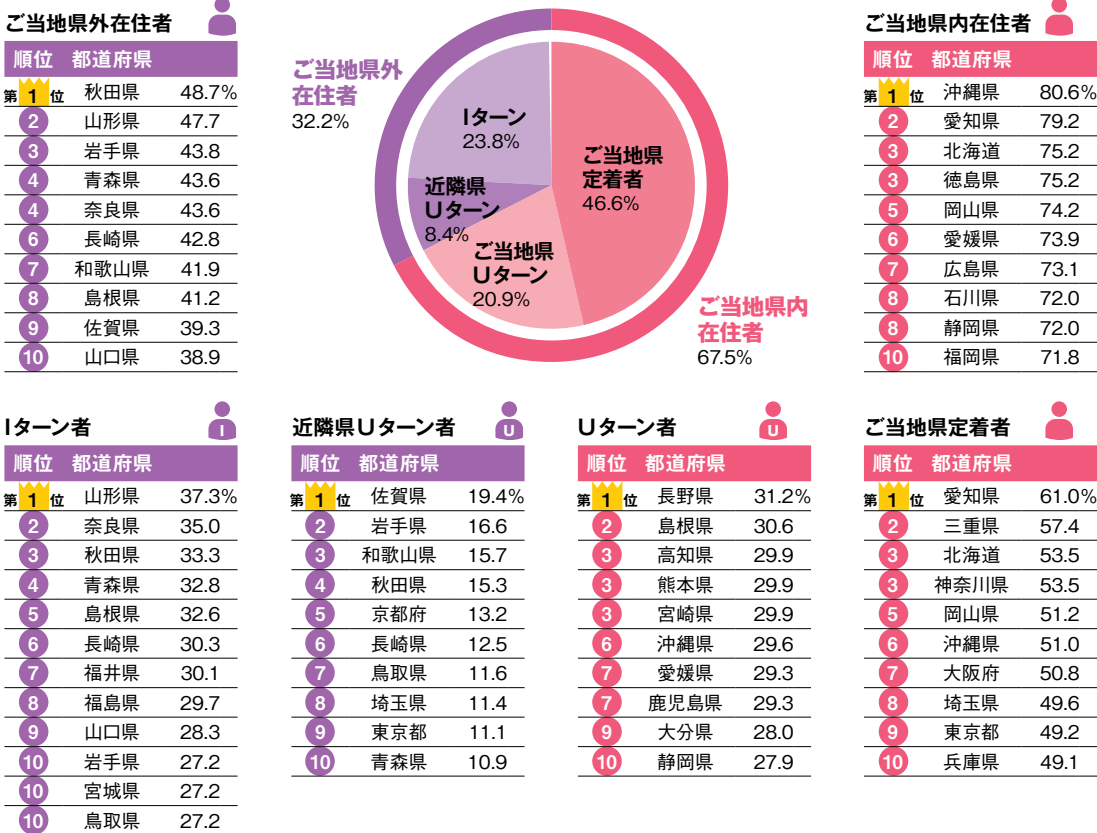 ご当地県外在住者
順位 都道府県
第1位 秋田県 48.7%
2 山形県 47.7
3 岩手県 43.8
4 青森県 43.6
4 奈良県 43.6
6 長崎県 42.8
7 和歌山県 41.9
8 島根県 41.2
9 佐賀県 39.3
10 山口県 38.9
ご当地県外
在住者
32.2%
Iターン
23.8%
近隣県
Uターン
8.4%
ご当地県
Uターン
20.9%
ご当地県
定着者
46.6%
ご当地県内
在住者
67.5%
ご当地県内在住者
順位 都道府県
第1位 沖縄県 80.6%
2 愛知県 79.2
3 北海道 75.2
3 徳島県 75.2
5 岡山県 74.2
6 愛媛県 73.9
7 広島県 73.1
8 石川県 72.0
8 静岡県 72.0
10 福岡県 71.8
Iターン者
I
順位 都道府県
第1位 山形県 37.3%
2 奈良県 35.0
3 秋田県 33.3
4 青森県 32.8
5 島根県 32.6
6 長崎県 30.3
7 福井県 30.1
8 福島県 29.7
9 山口県 28.3
10 岩手県 27.2
10 宮城県 27.2
10 鳥取県 27.2
近隣県Uターン者
U
順位 都道府県
第1位 佐賀県 19.4%
2 岩手県 16.6
3 和歌山県 15.7
4 秋田県 15.3
5 京都府 13.2
6 長崎県 12.5
7 鳥取県 11.6
8 埼玉県 11.4
9 東京都 11.1
10 青森県 10.9
Uターン者
U
順位 都道府県
第1位 長野県 31.2%
2 島根県 30.6
3 高知県 29.9
3 熊本県 29.9
3 宮崎県 29.9
6 沖縄県 29.6
7 愛媛県 29.3
7 鹿児島県 29.3
9 大分県 28.0
10 静岡県 27.9
ご当地県定着者
順位 都道府県
第1位 愛知県 61.0%
2 三重県 57.4
3 北海道 53.5
3 神奈川県 53.5
5 岡山県 51.2
6 沖縄県 51.0
7 大阪府 50.8
8 埼玉県 49.6
9 東京都 49.2
10 兵庫県 49.1